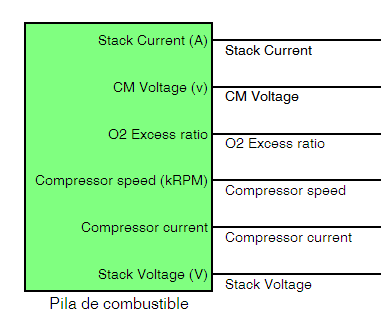 Stack Current (A)
Stack Current
CM Voltage (v)
CM Voltage
O2 Excess ratio
O2 Excess ratio
Compressor speed (kRPM)
Compressor speed
Compressor current
Compressor current
Stack Voltage (V)
Stack Voltage
Pila de combustible